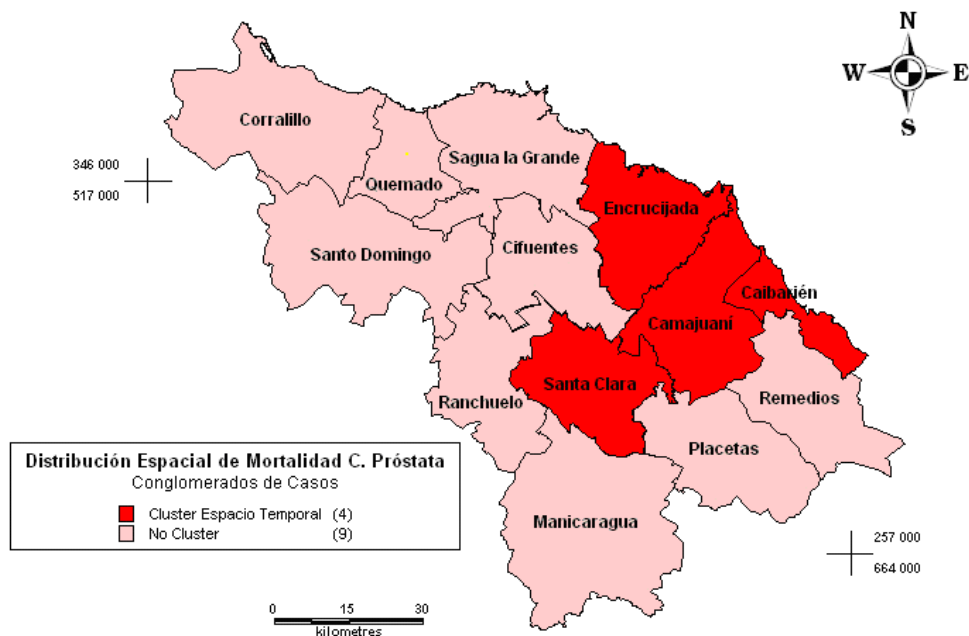 N
W E
S
Corralillo
346 000
517 000
Quemado
Sagua la Grande
Encrucijada
Santo Domingo
Cifuentes
Caibarién
Camajuaní
Santa Clara
Ranchuelo
Remedios
Placetas
Manicaragua
Distribución Espacial de Mortalidad C. Próstata
Conglomerados de Casos
Cluster Espacio Temporal (4)
No Cluster (9)
257 000
664 000
0 15 30
kilometres